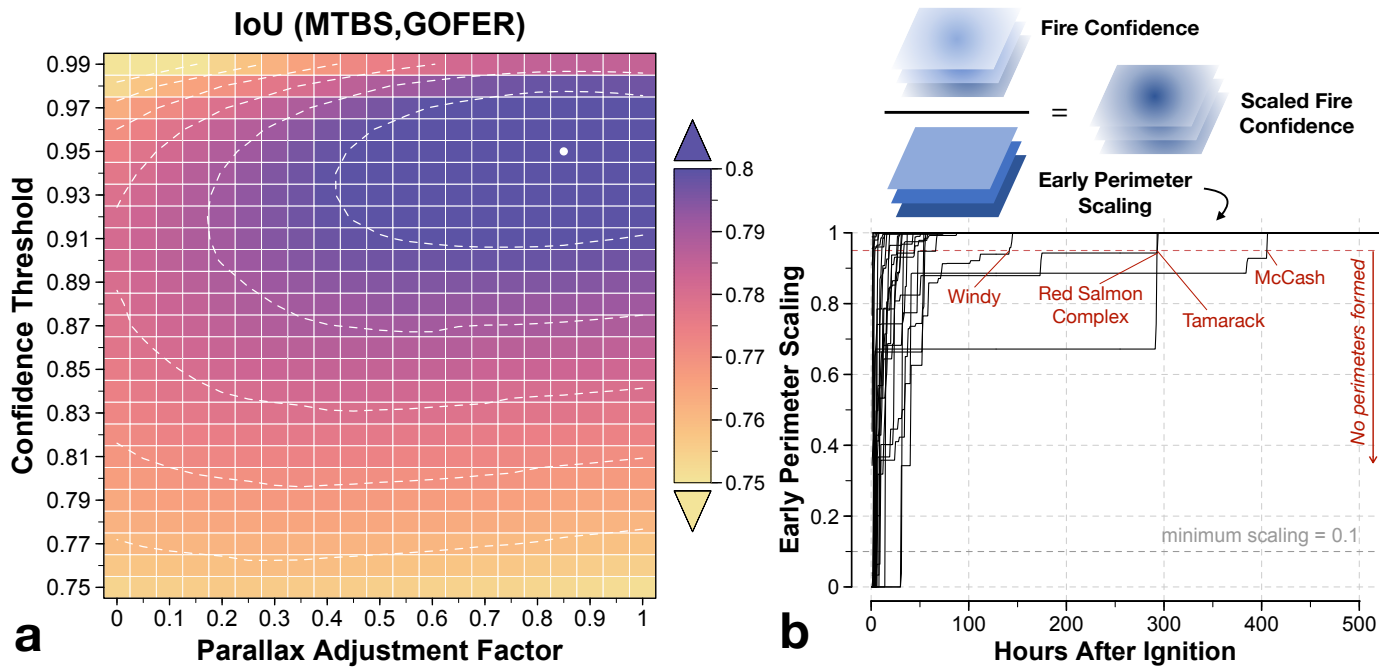 IoU (MTBS,GOFER)
0.99
0.97
0.95
0.93
0.91
0.89
0.87
0.85
0.83
0.81
0.79
0.77
0.75
Confidence Threshold
0 0.1 0.2 0.3 0.4 0.5 0.6 0.7 0.8 0.9 1
Parallax Adjustment Factor
a
0.8
0.79
0.78
0.77
0.76
0.75
Fire Confidence
=
Scaled Fire
Confidence
Early Perimeter
Scaling
1
0.8
0.6
0.4
0.2
0
Early Perimeter Scaling
Windy
Red Salmon
Complex
Tamarack
McCash
No perimeters formed
minimum scaling = 0.1
0 100 200 300 400 500
Hours After Ignition
b